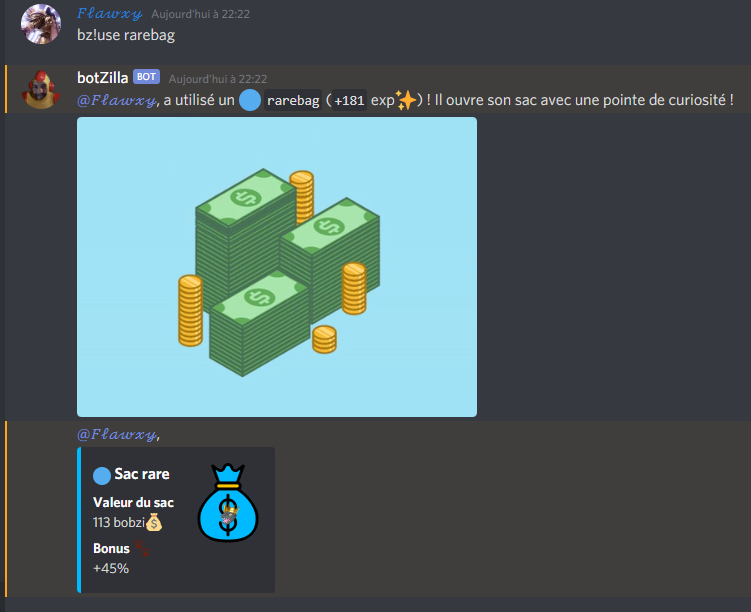 𝓕𝓵𝓪𝔀𝔁𝔂 Aujourd'hui à 22:22
bz!use rarebag
botZilla BOT Aujourd'hui à 22:22
@𝓕𝓵𝓪𝔀𝔁𝔂, a utilisé un rarebag (+181 exp✨) ! Il ouvre son sac avec une pointe de curiosité !
@𝓕𝓵𝓪𝔀𝔁𝔂,
Sac rare
Valeur du sac
113 bobzi💰
Bonus
+45%